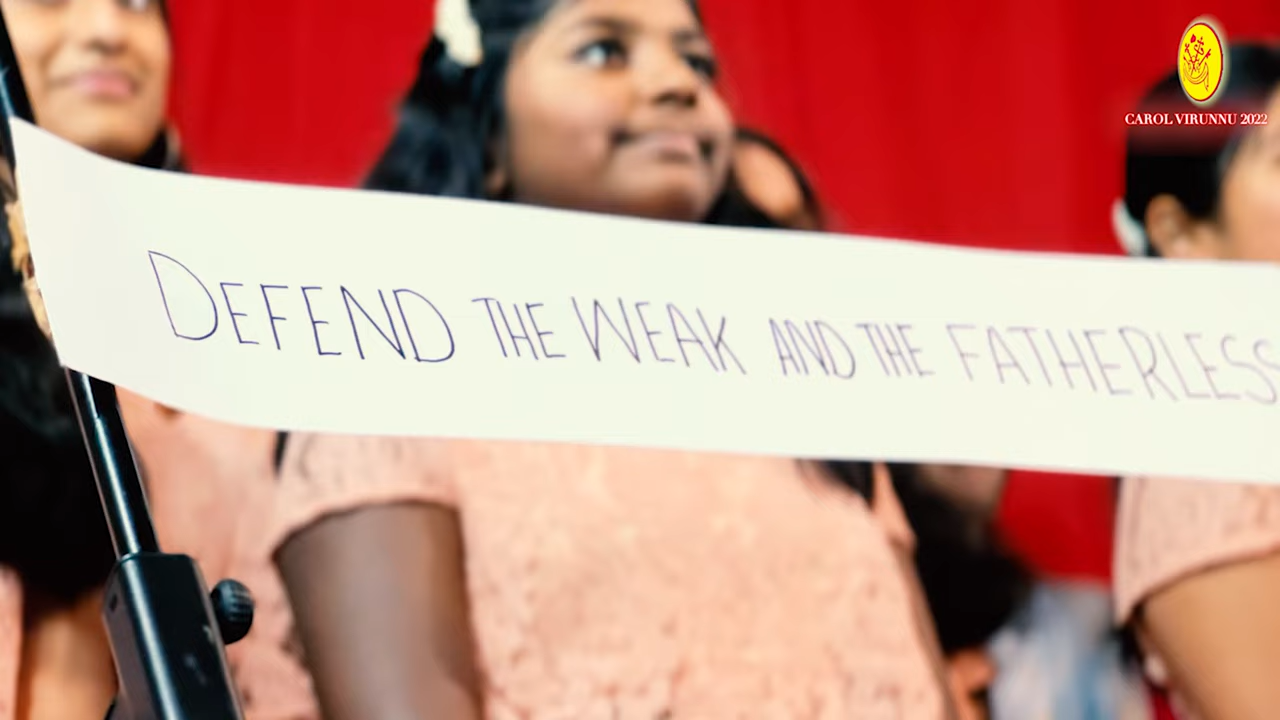 CAROL VIRUNNU 2022
DEFEND THE WEAK AND THE FATHERLESS